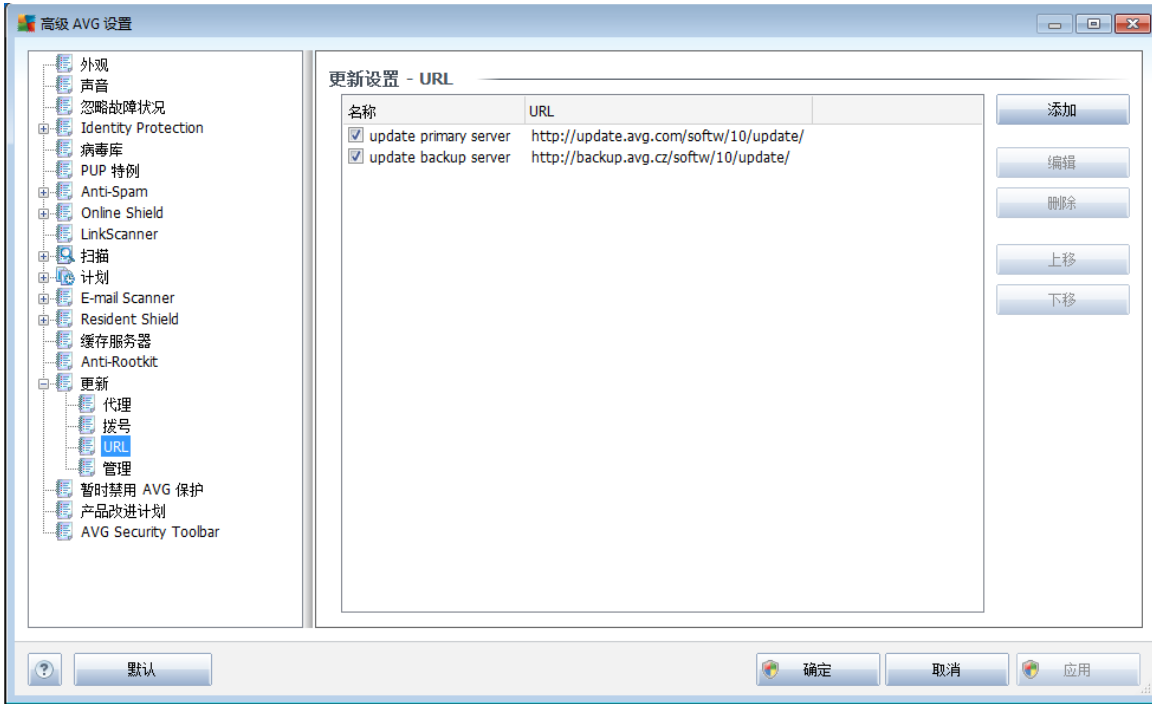 高级 AVG 设置
外观
声音
忽略故障状况
Identity Protection
病毒库
PUP 特例
Anti-Spam
Online Shield
LinkScanner
扫描
计划
E-mail Scanner
Resident Shield
缓存服务器
Anti-Rootkit
更新
代理
拨号
URL
管理
暂时禁用 AVG 保护
产品改进计划
AVG Security Toolbar
更新设置 - URL
名称 URL
update primary server http://update.avg.com/softw/10/update/
update backup server http://backup.avg.cz/softw/10/update/
添加
编辑
删除
上移
下移
? 默认 确定 取消 应用